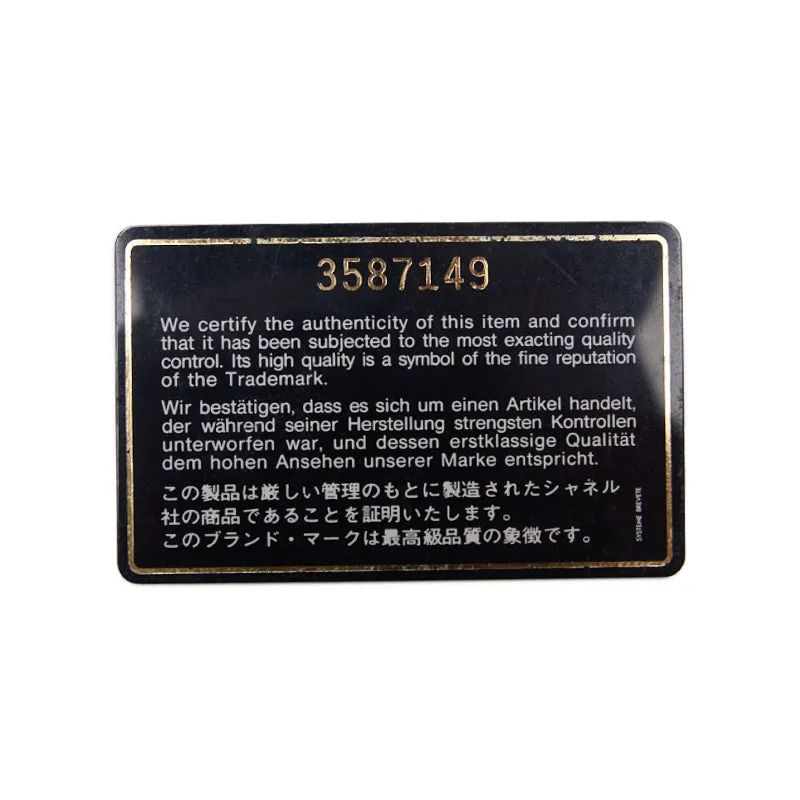 3587149
We certify the authenticity of this item and confirm
that it has been subjected to the most exacting quality
control. Its high quality is a symbol of the fine reputation
of the Trademark.
Wir bestätigen, dass es sich um einen Artikel handelt,
der während seiner Herstellung strengsten Kontrollen
unterworfen war, und dessen erstklassige Qualität
dem hohen Ansehen unserer Marke entspricht.
この製品は厳しい管理のもとに製造されたシャネル
社の商品であることを証明いたします。
このブランド・マークは最高級品質の象徴です。
SYSTEME BREVETE